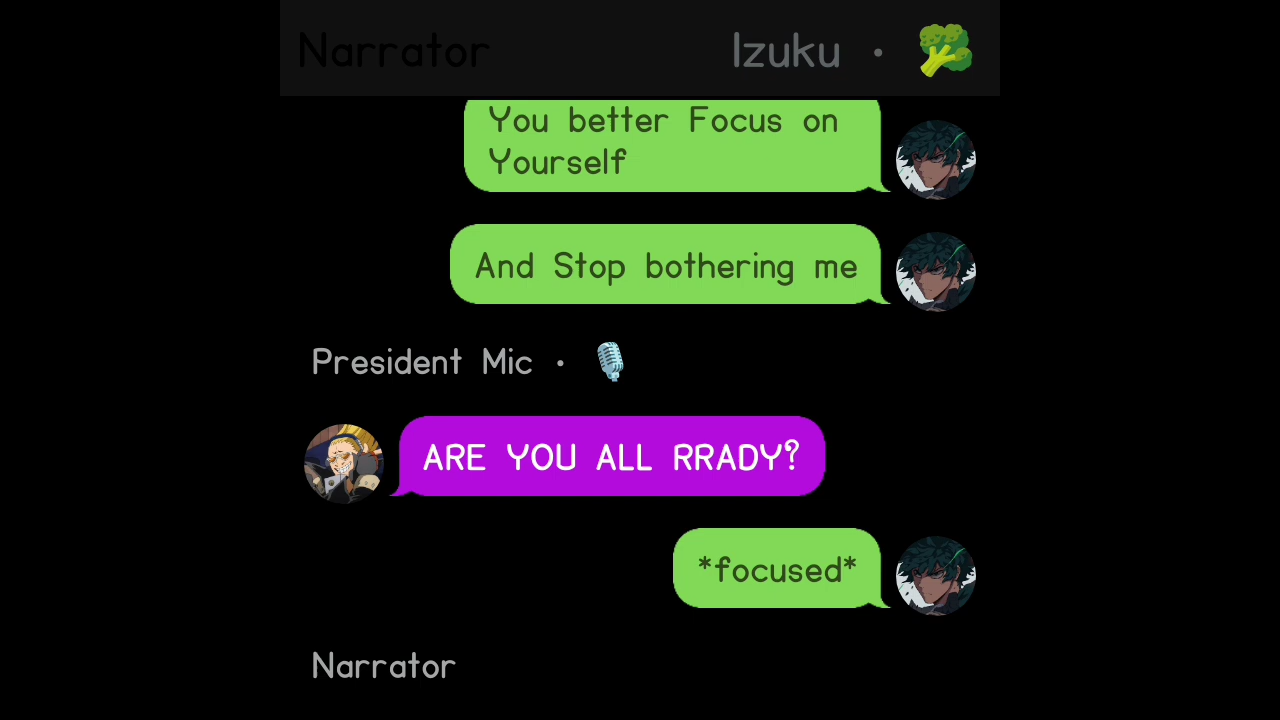 Narrator
Izuku · 🥦
You better Focus on
Yourself
And Stop bothering me
President Mic · 🎙️
ARE YOU ALL RRADY?
*focused*
Narrator